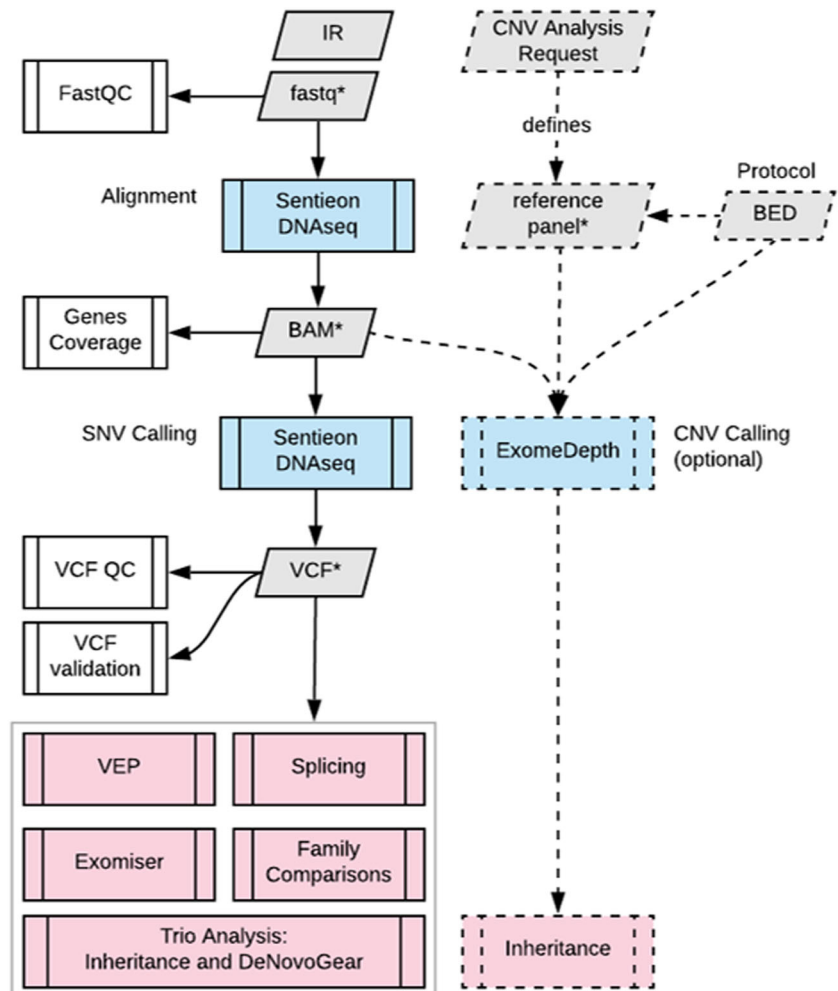 IR
CNV Analysis
Request
FastQC
fastq*
defines
Alignment
Sentieon
DNAseq
reference
panel*
Protocol
BED
Genes
Coverage
BAM*
SNV Calling
Sentieon
DNAseq
ExomeDepth
CNV Calling
(optional)
VCF QC
VCF*
VCF
validation
VEP
Splicing
Exomiser
Family
Comparisons
Trio Analysis:
Inheritance and DeNovoGear
Inheritance